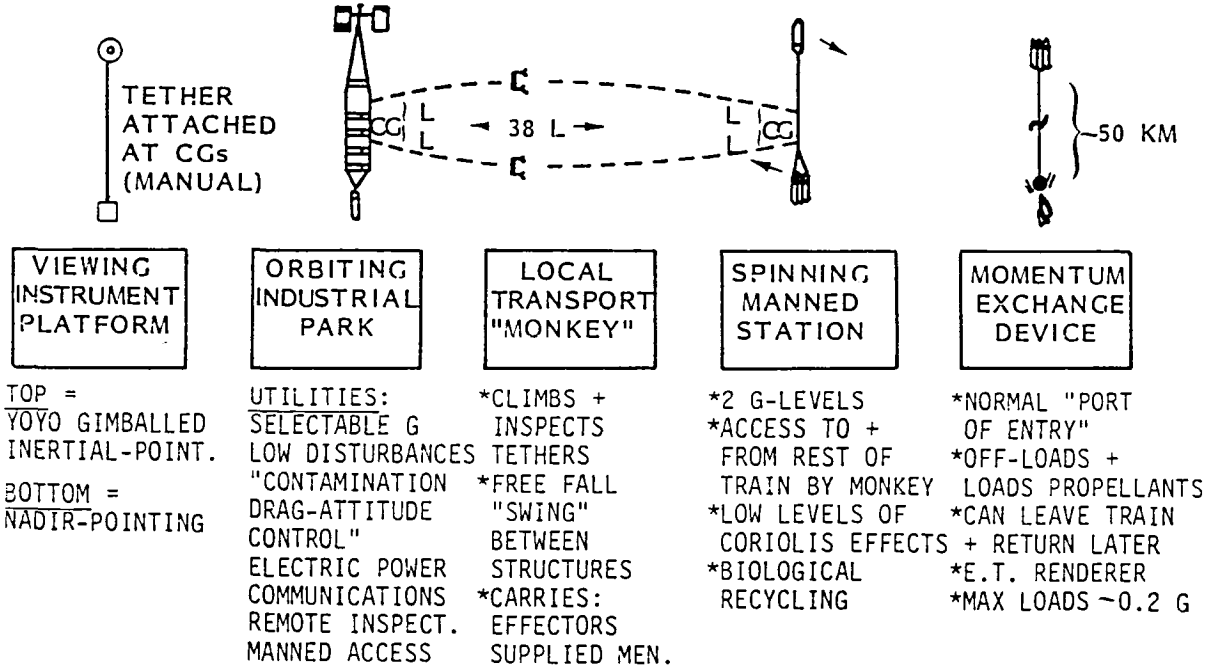 TETHER
ATTACHED
AT CGs
(MANUAL)
CG
L
L
38 L
L
L
CG
~50 KM
VIEWING
INSTRUMENT
PLATFORM
ORBITING
INDUSTRIAL
PARK
LOCAL
TRANSPORT
"MONKEY"
SPINNING
MANNED
STATION
MOMENTUM
EXCHANGE
DEVICE
TOP =
YOYO GIMBALLED
INERTIAL-POINT.
BOTTOM =
NADIR-POINTING
UTILITIES:
SELECTABLE G
LOW DISTURBANCES
"CONTAMINATION
DRAG-ATTITUDE
CONTROL"
ELECTRIC POWER
COMMUNICATIONS
REMOTE INSPECT.
MANNED ACCESS
*CLIMBS +
INSPECTS
TETHERS
*FREE FALL
"SWING"
BETWEEN
STRUCTURES
*CARRIES:
EFFECTORS
SUPPLIED MEN.
*2 G-LEVELS
*ACCESS TO +
FROM REST OF
TRAIN BY MONKEY
*LOW LEVELS OF
CORIOLIS EFFECTS
*BIOLOGICAL
RECYCLING
*NORMAL "PORT
OF ENTRY"
*OFF-LOADS +
LOADS PROPELLANTS
*CAN LEAVE TRAIN
+ RETURN LATER
*E.T. RENDERER
*MAX LOADS ~0.2 G